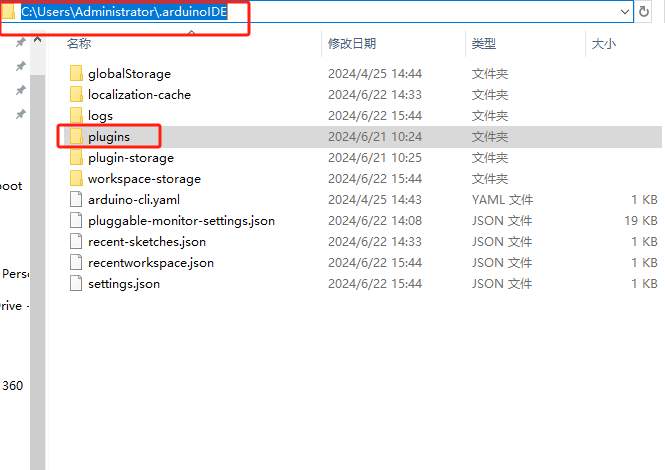 C:\Users\Administrator\.arduinoIDE
名称 修改日期 类型 大小
globalStorage 2024/4/25 14:44 文件夹
localization-cache 2024/6/22 14:33 文件夹
logs 2024/6/22 15:44 文件夹
plugins 2024/6/21 10:24 文件夹
plugin-storage 2024/6/21 10:25 文件夹
oot workspace-storage 2024/6/22 15:44 文件夹
arduino-cli.yaml 2024/4/25 14:43 YAML 文件 1 KB
pluggable-monitor-settings.json 2024/6/22 14:08 JSON 文件 19 KB
recent-sketches.json 2024/6/22 14:33 JSON 文件 1 KB
recentworkspace.json 2024/6/22 15:44 JSON 文件 1 KB
Pers settings.json 2024/6/22 15:44 JSON 文件 1 KB
rive -
360